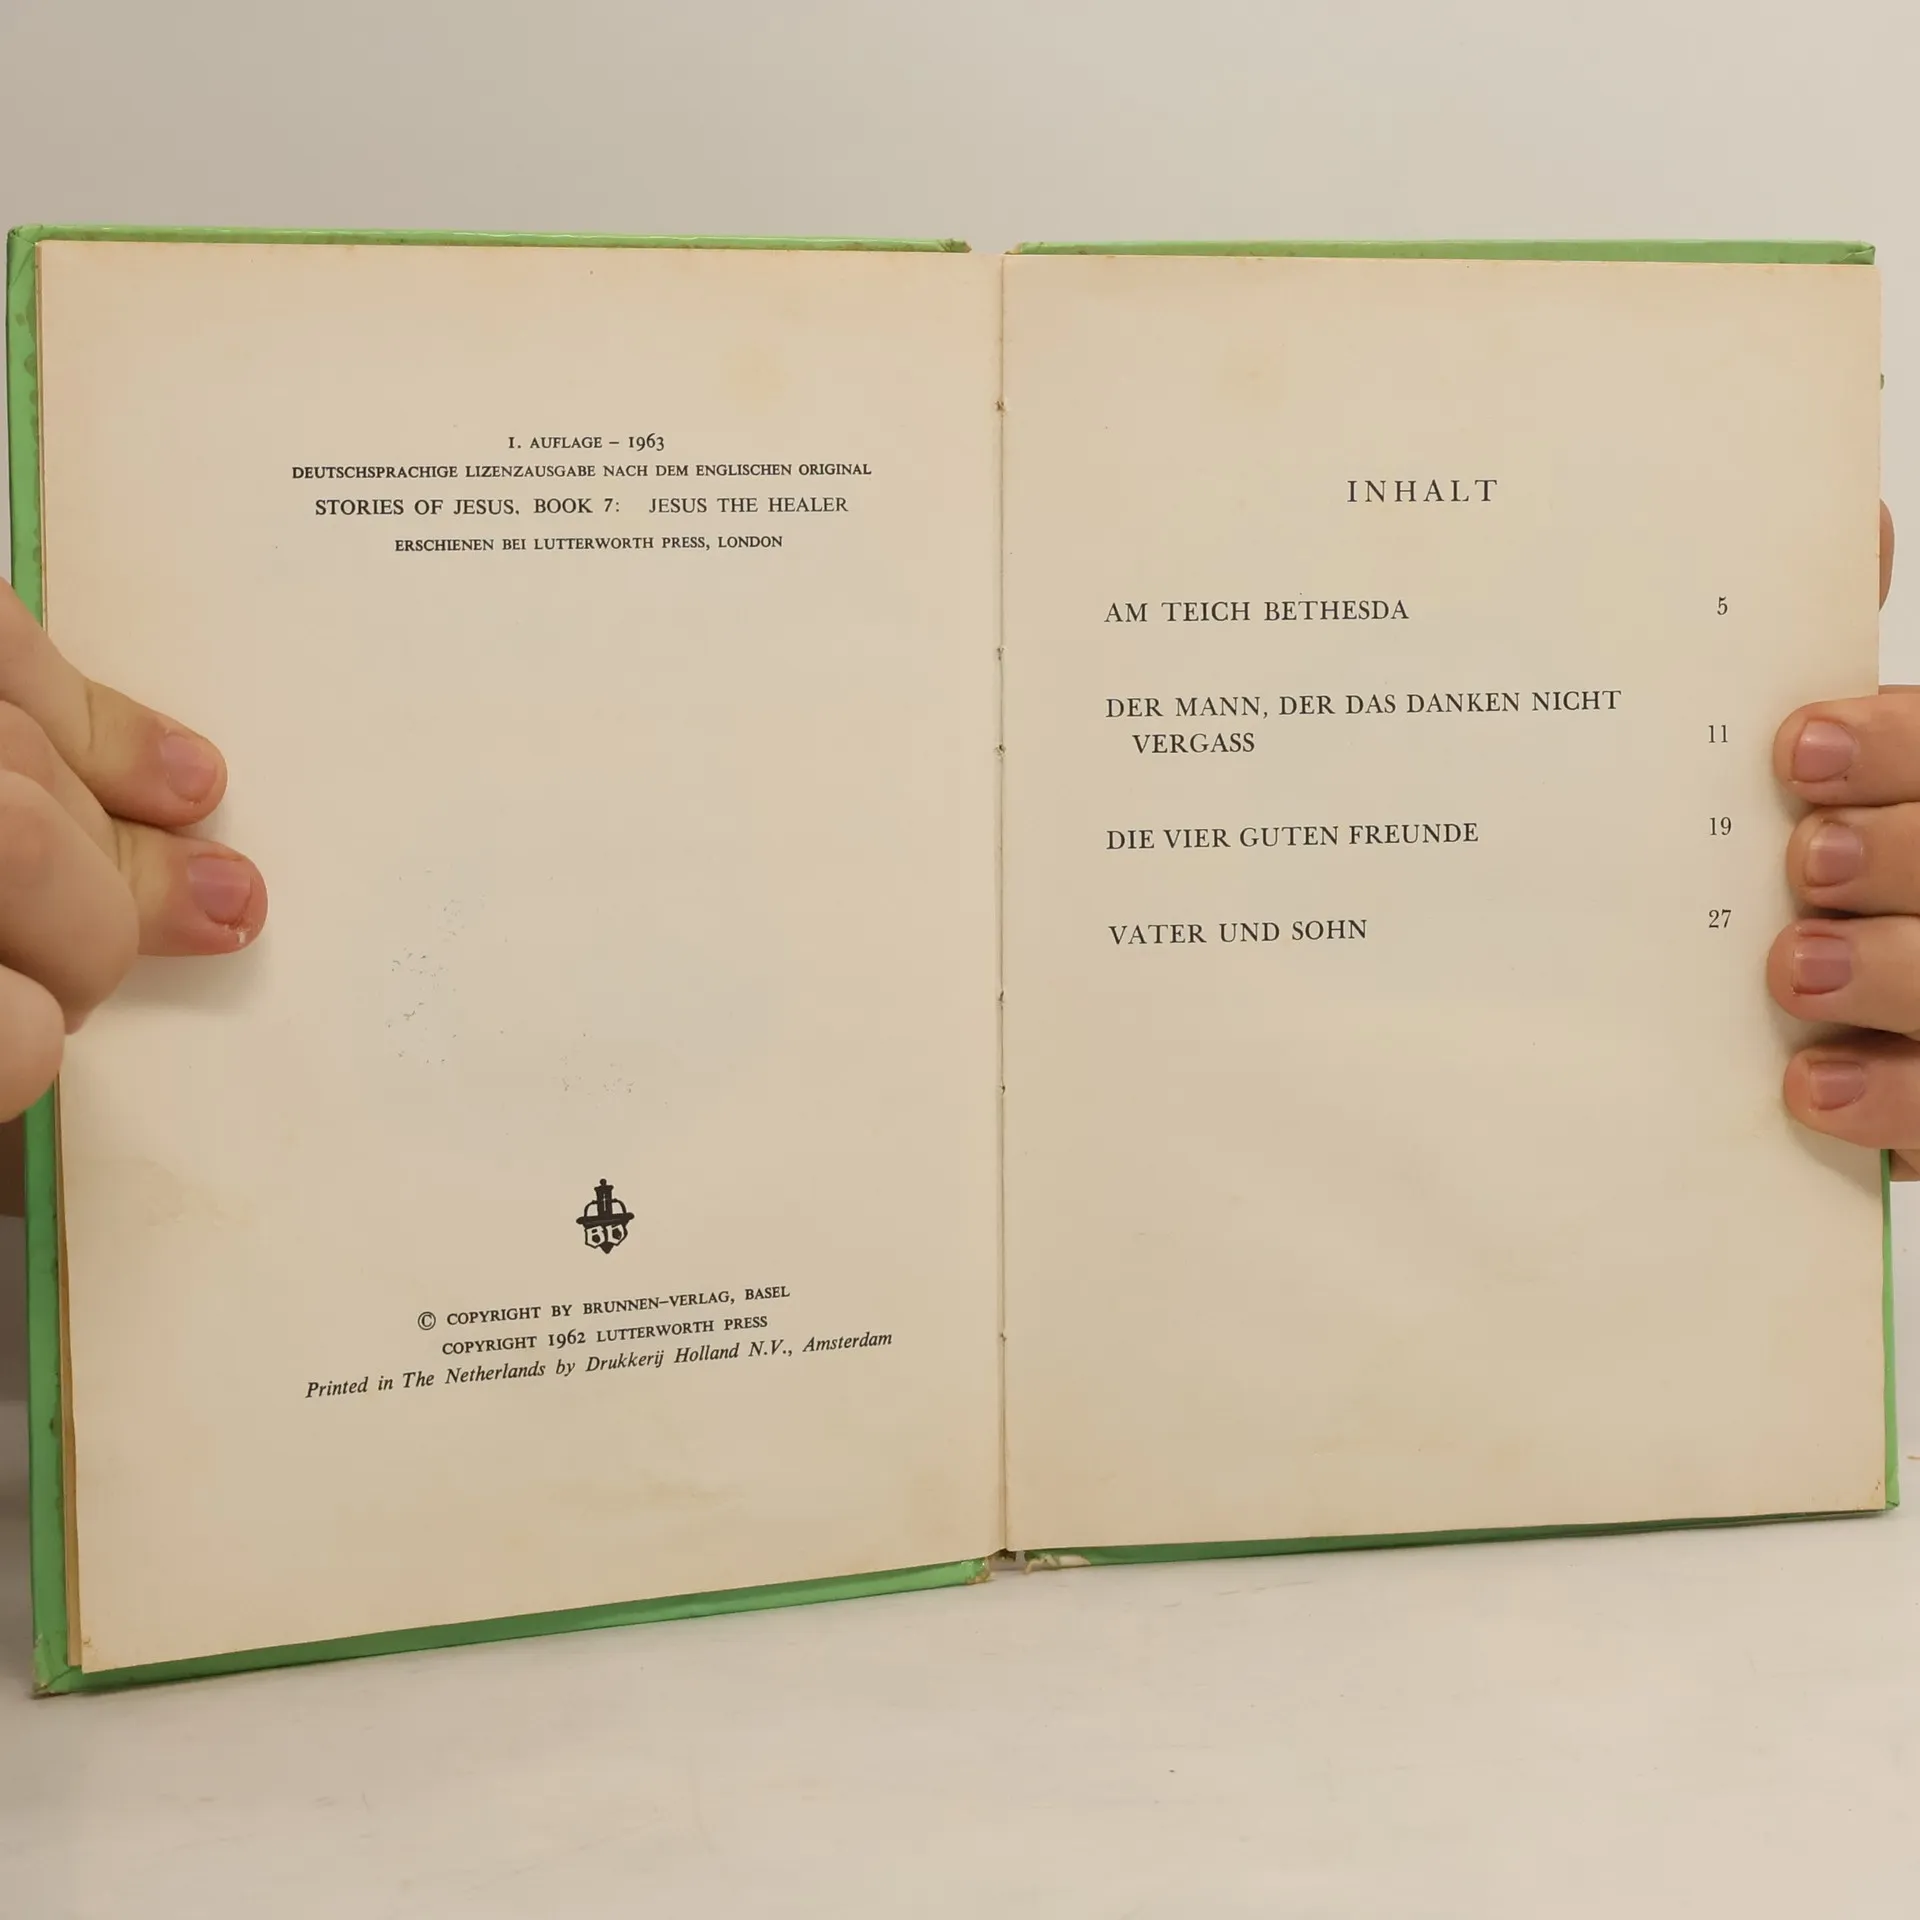 1. AUFLAGE – 1963
DEUTSCHSPRACHIGE LIZENZAUSGABE NACH DEM ENGLISCHEN ORIGINAL
STORIES OF JESUS. BOOK 7: JESUS THE HEALER
ERSCHIENEN BEI LUTTERWORTH PRESS, LONDON
BV
© COPYRIGHT BY BRUNNEN–VERLAG, BASEL
COPYRIGHT 1962 LUTTERWORTH PRESS
Printed in The Netherlands by Drukkerij Holland N.V., Amsterdam
INHALT
AM TEICH BETHESDA 5
DER MANN, DER DAS DANKEN NICHT
VERGASS 11
DIE VIER GUTEN FREUNDE 19
VATER UND SOHN 27